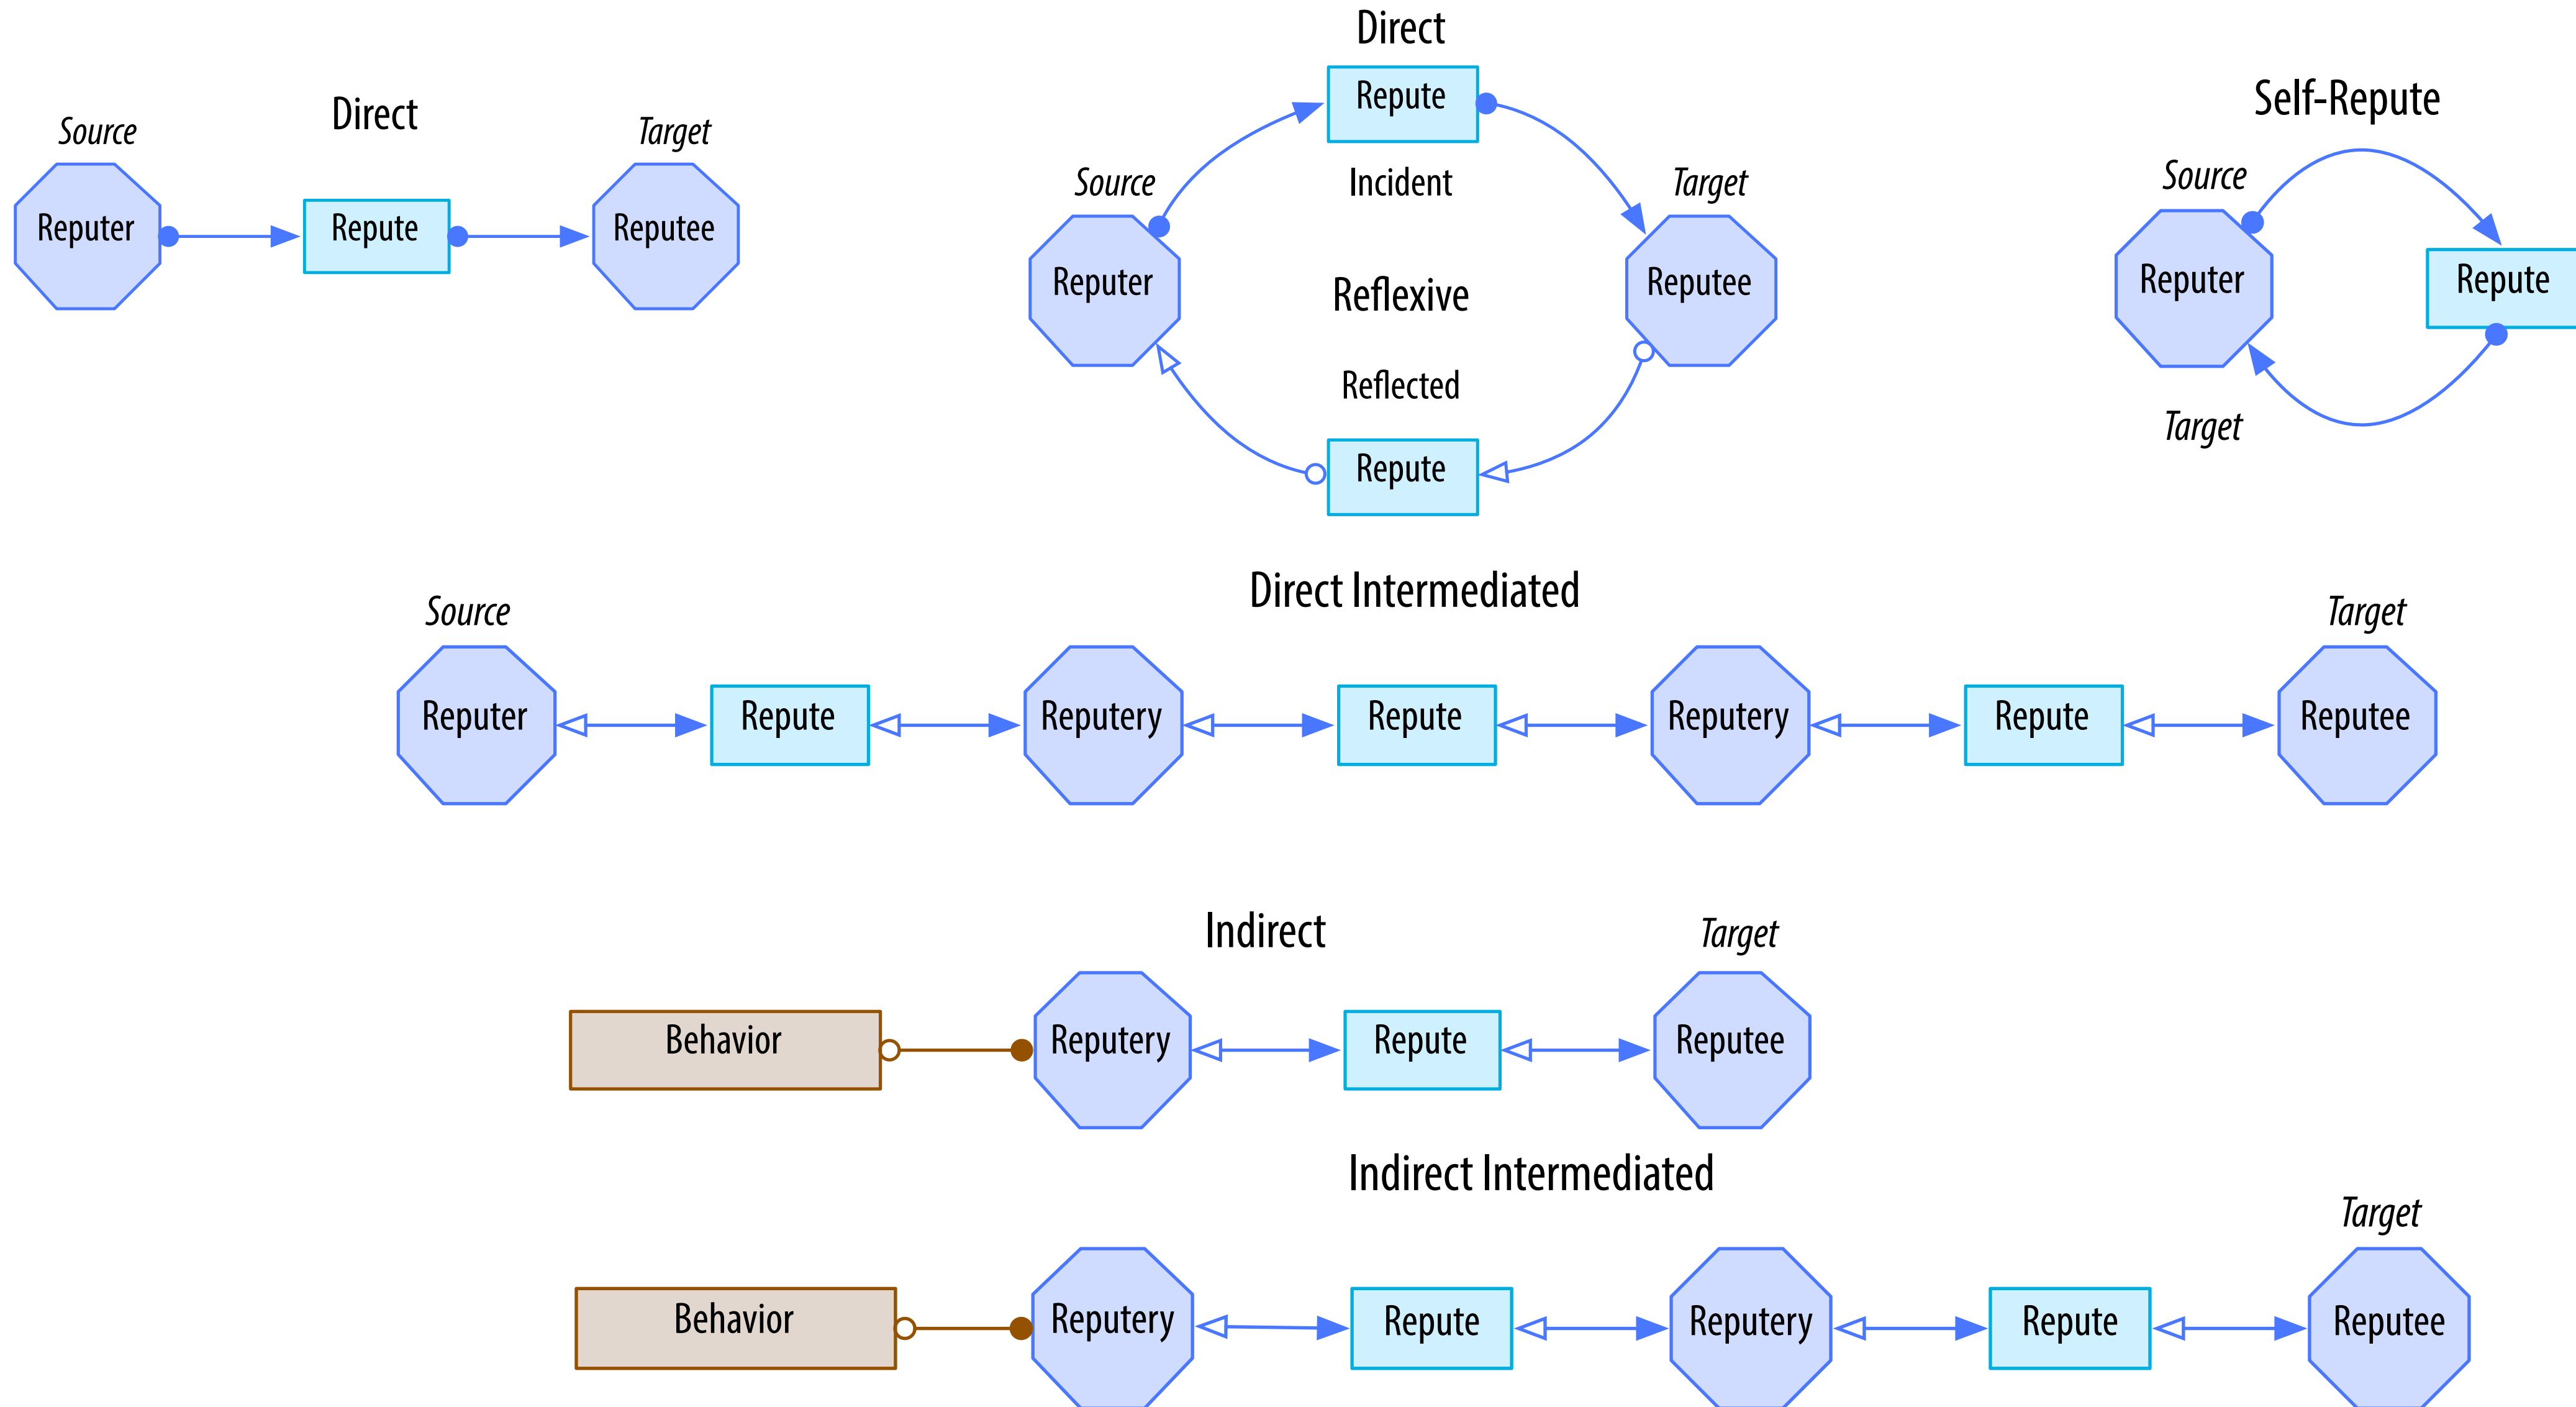 Direct
Source
Target
Reputer
Repute
Reputee
Direct
Repute
Incident
Source
Target
Reputer
Reflexive
Reputee
Reflected
Repute
Self-Repute
Source
Reputer
Repute
Target
Direct Intermediated
Source
Target
Reputer
Repute
Reputery
Repute
Reputery
Repute
Reputee
Indirect
Target
Behavior
Reputery
Repute
Reputee
Indirect Intermediated
Target
Behavior
Reputery
Repute
Reputery
Repute
Reputee